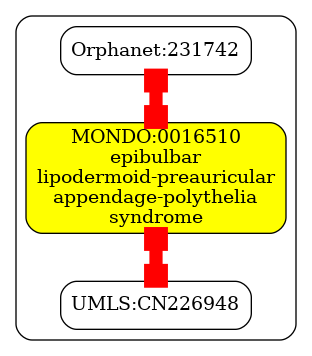 Orphanet:231742
MONDO:0016510
epibulbar
lipodermoid-preauricular
appendage-polythelia
syndrome
UMLS:CN226948